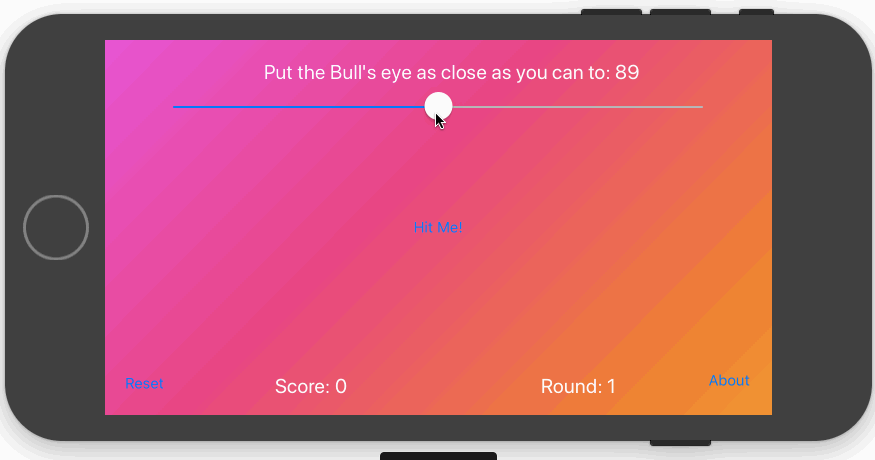 Put the Bull's eye as close as you can to: 89
Hit Me!
Reset
Score: 0
Round: 1
About